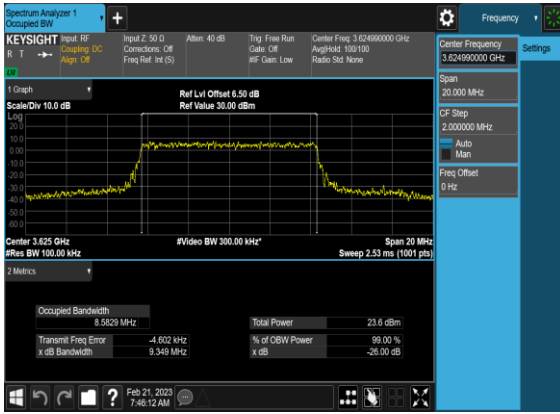 Spectrum Analyzer 1
Occupied BW
Frequency
KEYSIGHT
R T
LXI
Input: RF
Coupling: DC
Align: Off
Input Z: 50 Ω
Corrections: Off
Freq Ref: Int (S)
Atten: 40 dB
Trig: Free Run
Gate: Off
#IF Gain: Low
Center Freq: 3.624990000 GHz
Avg|Hold: 100/100
Radio Std: None
Center Frequency
3.624990000 GHz
Settings
Span
20.000 MHz
CF Step
2.000000 MHz
Auto
Man
Freq Offset
0 Hz
1 Graph
Scale/Div 10.0 dB
Ref Lvl Offset 6.50 dB
Ref Value 30.00 dBm
Log
20.0
10.0
0.00
-10.0
-20.0
-30.0
-40.0
-50.0
-60.0
Center 3.625 GHz
#Res BW 100.00 kHz
#Video BW 300.00 kHz*
Span 20 MHz
Sweep 2.53 ms (1001 pts)
2 Metrics
Occupied Bandwidth
8.5829 MHz
Total Power 23.6 dBm
Transmit Freq Error -4.602 kHz
% of OBW Power 99.00 %
x dB Bandwidth 9.349 MHz
x dB -26.00 dB
?
Feb 21, 2023
7:46:12 AM